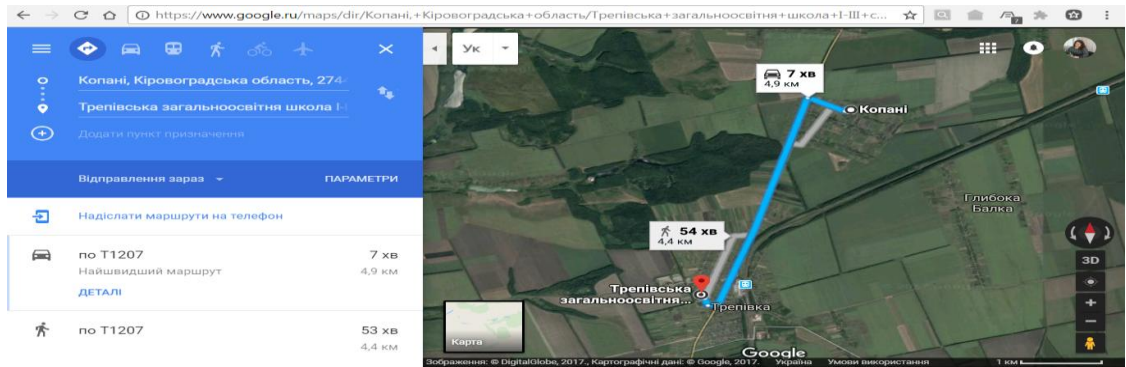 https://www.google.ru/maps/dir/Копані,+Кіровоградська+область/Трепівська+загальноосвітня+школа+I-III+с...
Копані, Кіровоградська область, 274
Трепівська загальноосвітня школа I-
Додати пункт призначення
Відправлення зараз
ПАРАМЕТРИ
Надіслати маршрути на телефон
по T1207 7 хв
Найшвидший маршрут 4,9 км
ДЕТАЛІ
по T1207 53 хв
4,4 км
Ук
7 хв
4,9 км
Копані
Глибока
Балка
54 хв
4,4 км
Трепівська
загальноосвітня...
Трепівка
3D
Карта
Google
Зображення: © DigitalGlobe, 2017., Картографічні дані: © Google, 2017. Україна Умови використання 1 км